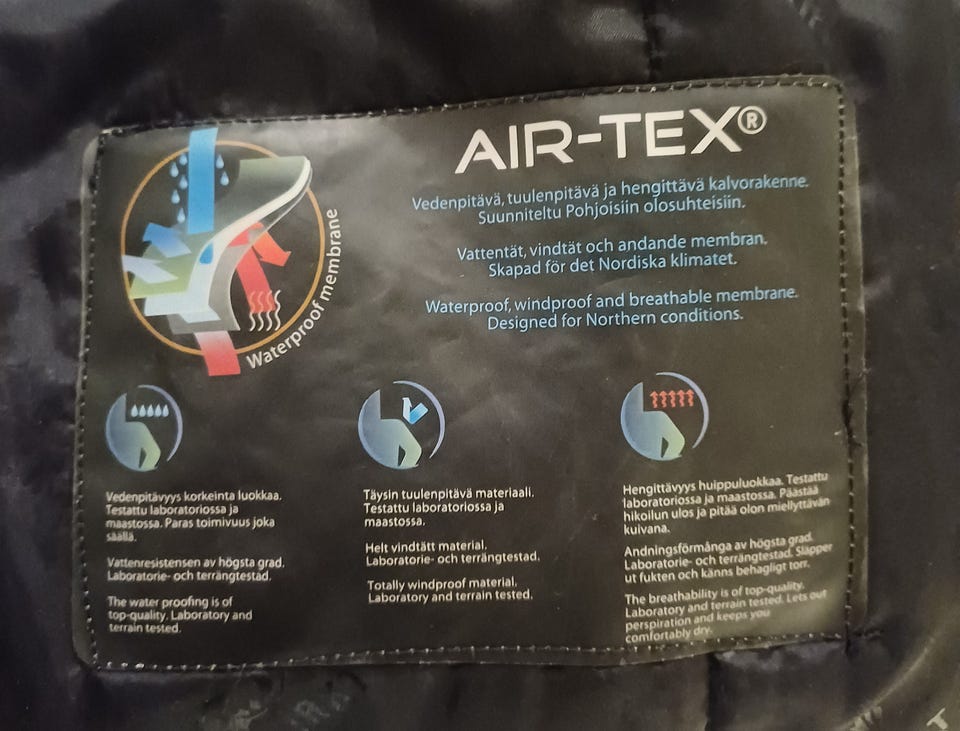 AIR-TEX®
Vedenpitävä, tuulenpitävä ja hengittävä kalvorakenne.
Suunniteltu Pohjoisiin olosuhteisiin.
Vattentät, vindtät och andande membran.
Skapad för det Nordiska klimatet.
Waterproof, windproof and breathable membrane.
Designed for Northern conditions.
Waterproof membrane
Vedenpitävyys korkeinta luokkaa.
Testattu laboratoriossa ja
maastossa. Paras toimivuus joka
säällä.
Vattenresistensen av högsta grad.
Laboratorie- och terrängtestad.
The water proofing is of
top-quality. Laboratory and
terrain tested.
Täysin tuulenpitävä materiaali.
Testattu laboratoriossa ja
maastossa.
Helt vindtätt material.
Laboratorie- och terrängtestad.
Totally windproof material.
Laboratory and terrain tested.
Hengittävyys huippuluokkaa. Testattu
laboratoriossa ja maastossa. Päästää
hikoilun ulos ja pitää olon miellyttävän
kuivana.
Andningsförmånga av högsta grad.
Laboratorie- och terrängtestad. Släpper
ut fukten och känns behagligt torr.
The breathability is of top-quality.
Laboratory and terrain tested. Lets out
perspiration and keeps you
comfortably dry.